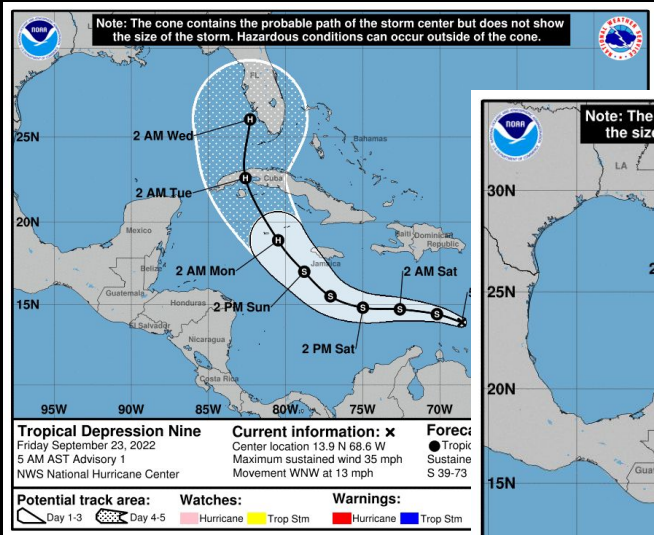 Note: The cone contains the probable path of the storm center but does not show
the size of the storm. Hazardous conditions can occur outside of the cone.
NOAA
FL
25N
2 AM Wed
Bahamas
2 AM Tue
Cuba
20N
Mexico
Haiti Dominican
Republic
2 AM Mon
Jamaica
2 AM Sat
Belize
Guatemala
Honduras
2 PM Sun
15N
El Salvador
2 PM Sat
Nicaragua
Costa Rica
95W 90W 85W 80W 75W 70W
H
H
H
S
S
S
S
S
Tropical Depression Nine
Friday September 23, 2022
5 AM AST Advisory 1
NWS National Hurricane Center
Current information: x
Center location 13.9 N 68.6 W
Maximum sustained wind 35 mph
Movement WNW at 13 mph
Foreca
Tropic
Sustaine
S 39-73
Potential track area:
Day 1-3 Day 4-5
Watches:
Hurricane Trop Stm
Warnings:
Hurricane Trop Stm
NOAA
Note: The
the size
LA
30N
25N
20N
15N
Gua